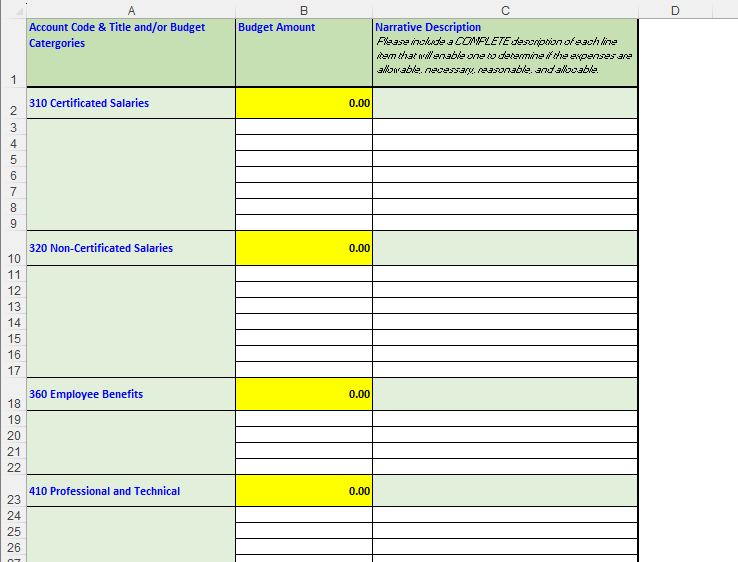 A B C D
Account Code & Title and/or Budget Budget Amount Narrative Description
Catergories Please include a COMPLETE description of each line
item that will enable one to determine if the expenses are
1 allowable, necessary, reasonable, and allocable.
2 310 Certificated Salaries 0.00
3
4
5
6
7
8
9
10 320 Non-Certificated Salaries 0.00
11
12
13
14
15
16
17
18 360 Employee Benefits 0.00
19
20
21
22
23 410 Professional and Technical 0.00
24
25
26